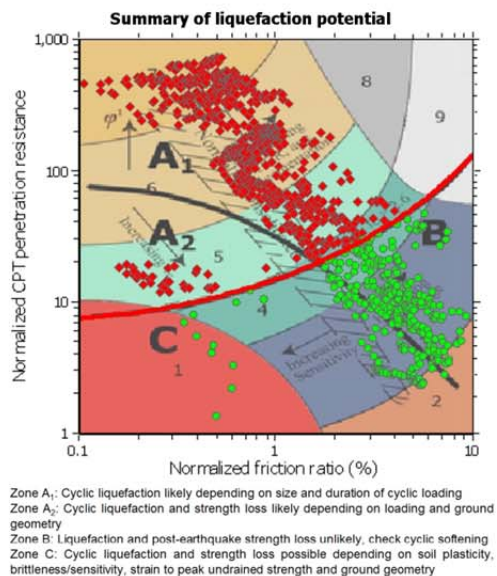 Summary of liquefaction potential
1,000
100
10
1
Normalized CPT penetration resistance
7
8
9
φ'
A1
6
A2
Increasing
5
B
4
C
1
Increasing
Sensitivity
2
0.1
1
10
Normalized friction ratio (%)
Zone A1: Cyclic liquefaction likely depending on size and duration of cyclic loading
Zone A2: Cyclic liquefaction and strength loss likely depending on loading and ground
geometry
Zone B: Liquefaction and post-earthquake strength loss unlikely, check cyclic softening
Zone C: Cyclic liquefaction and strength loss possible depending on soil plasticity,
brittleness/sensitivity, strain to peak undrained strength and ground geometry